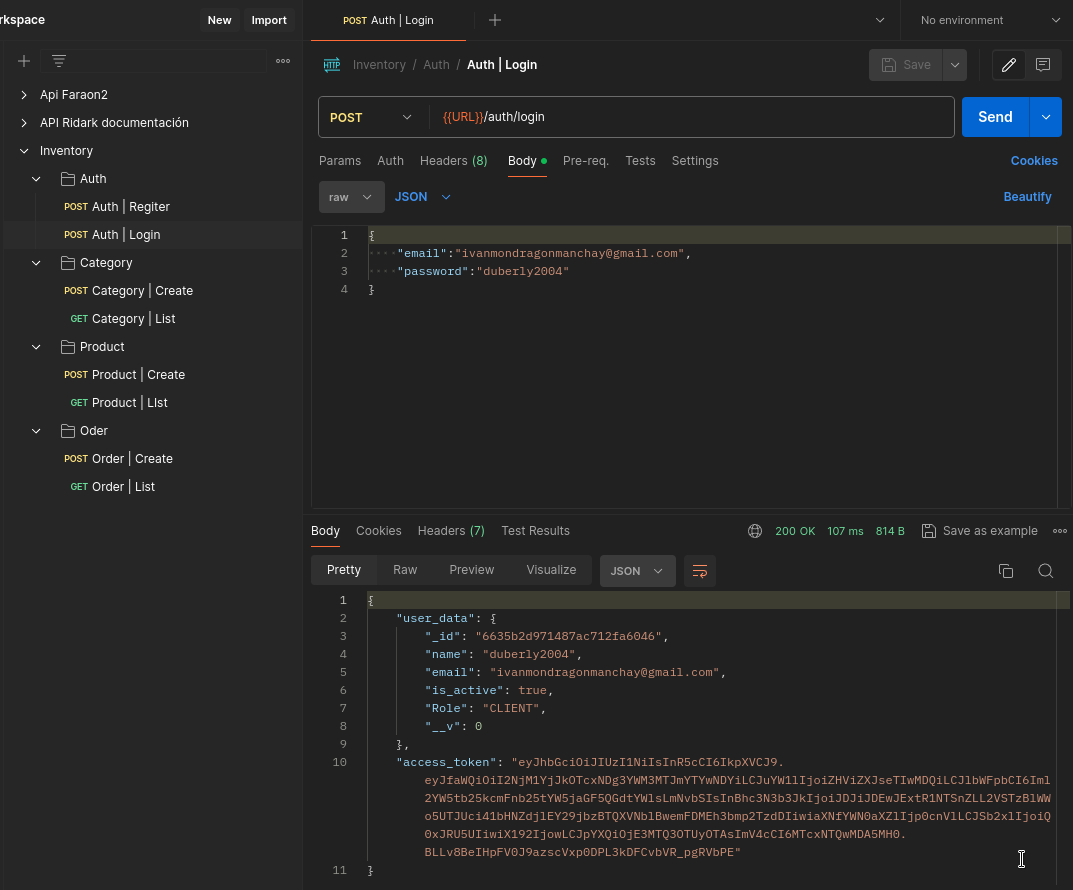 rkspace
New
Import
POST Auth | Login
No environment
Inventory / Auth / Auth | Login
Save
Api Faraon2
API Ridark documentación
Inventory
Auth
POST Auth | Regiter
POST Auth | Login
Category
POST Category | Create
GET Category | List
Product
POST Product | Create
GET Product | LIst
Oder
POST Order | Create
GET Order | List
POST
{{URL}}/auth/login
Send
Params Auth Headers (8) Body Pre-req. Tests Settings
Cookies
raw JSON
Beautify
1 {
2 "email":"ivanmondragonmanchay@gmail.com",
3 "password":"duberly2004"
4 }
Body Cookies Headers (7) Test Results
200 OK 107 ms 814 B
Save as example
Pretty Raw Preview Visualize JSON
1 {
2 "user_data": {
3 "_id": "6635b2d971487ac712fa6046",
4 "name": "duberly2004",
5 "email": "ivanmondragonmanchay@gmail.com",
6 "is_active": true,
7 "Role": "CLIENT",
8 "__v": 0
9 },
10 "access_token": "eyJhbGciOiJIUzI1NiIsInR5cCI6IkpXVCJ9.
eyJfaWQiOiI2NjM1YjJkOTcxNDg3YWM3MTJmYTYwNDYiLCJuYW1lIjoiZHViZXJseTIwMDQiLCJlbWFpbCI6Iml
2YW5tb25kcmFnb25tYW5jaGF5QGdtYWlsLmNvbSIsInBhc3N3b3JkIjoiJDJiJDEwJExtR1NTSnZLL2VSTzBlWW
o5UTJUci41bHNZdjlEY29jbzBTQXVNblBwemFDMEh3bmp2TzdDIiwiaXNfYWN0aXZlIjp0cnVlLCJSb2xlIjoiQ
0xJRU5UIiwiX192IjowLCJpYXQiOjE3MTQ3OTUyOTAsImV4cCI6MTcxNTQwMDA5MH0.
BLLv8BeIHpFV0J9azscVxp0DPL3kDFCvbVR_pgRVbPE"
11 }